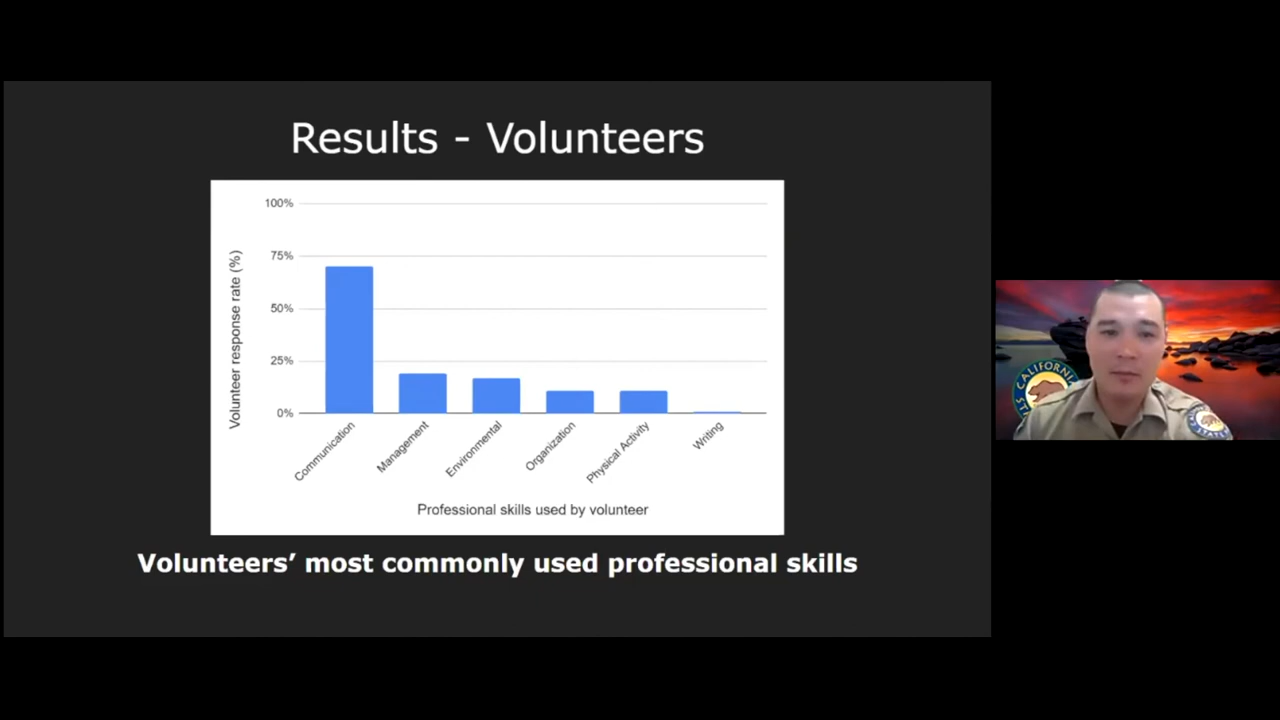 Results - Volunteers
100%
75%
50%
25%
0%
Volunteer response rate (%)
Communication
Management
Environmental
Organization
Physical Activity
Writing
Professional skills used by volunteer
Volunteers’ most commonly used professional skills
CALIFORNIA